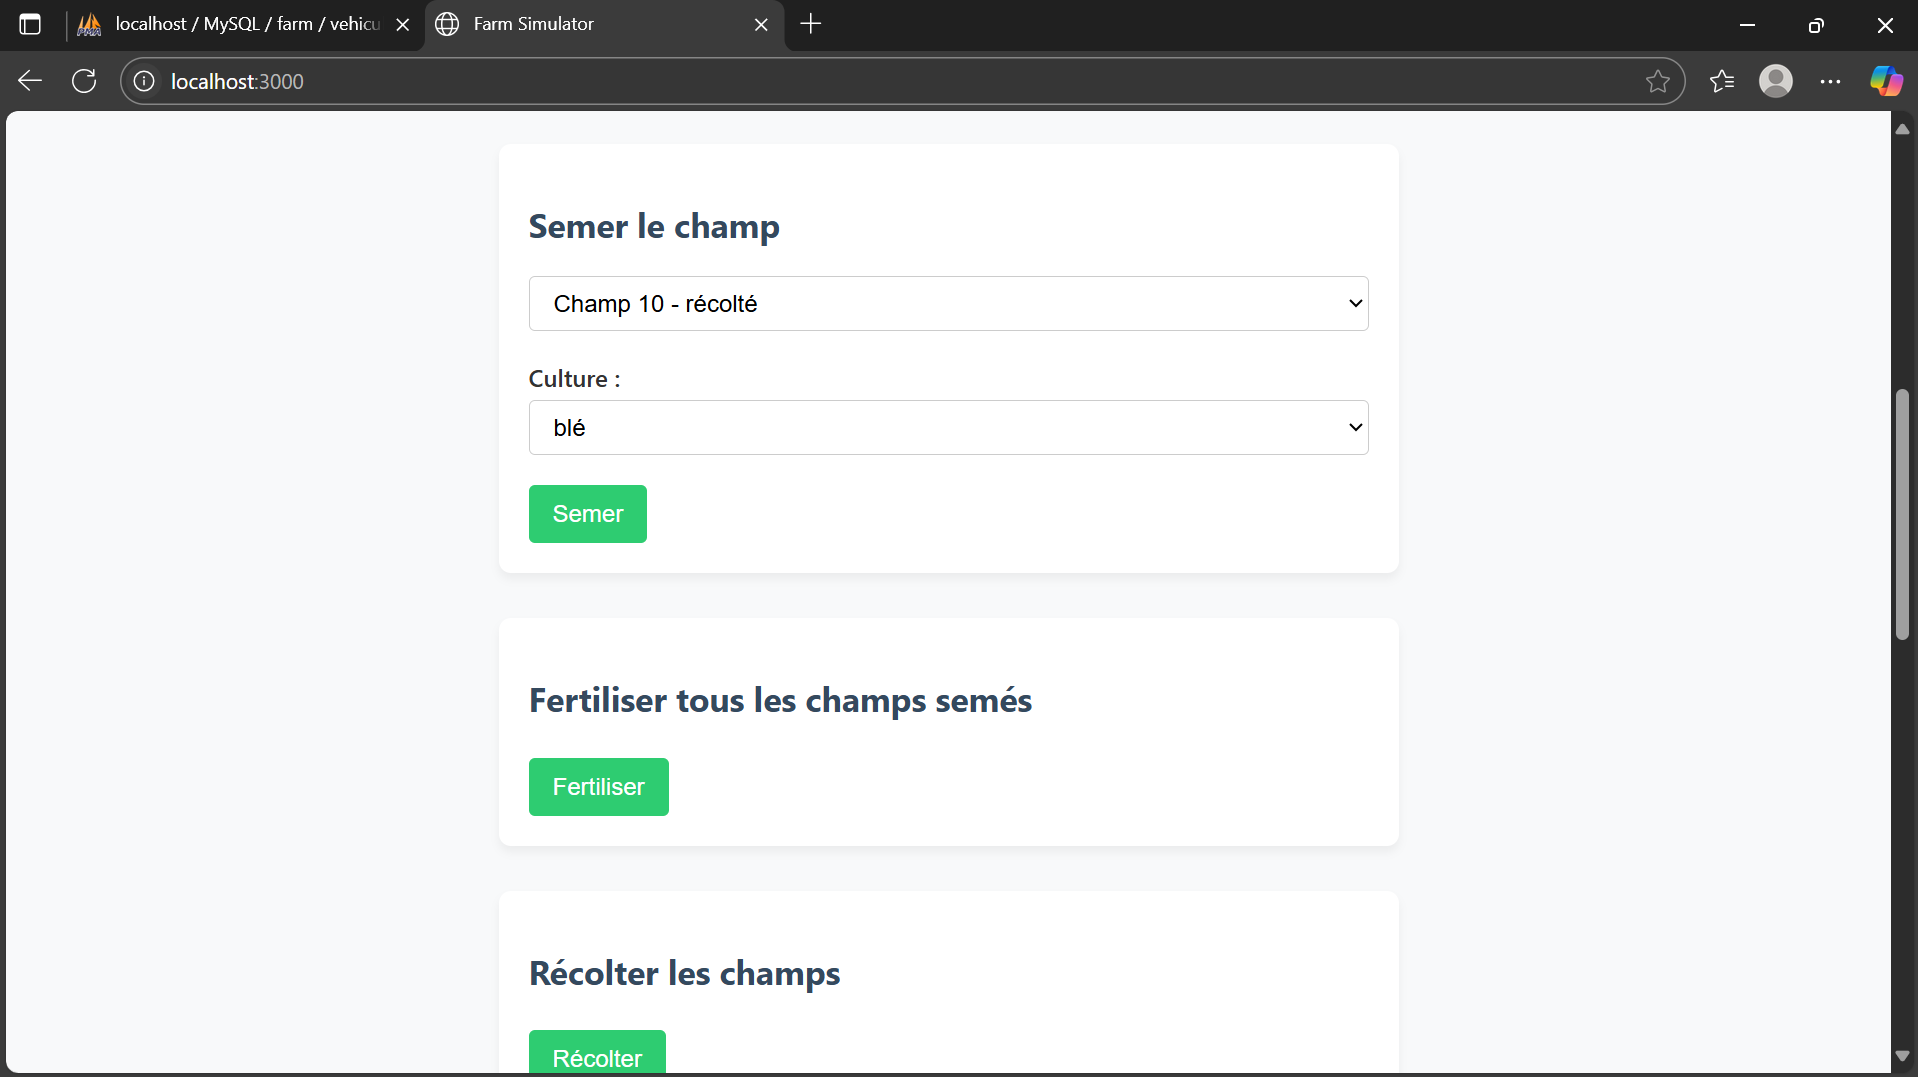 localhost / MySQL / farm / vehicu
Farm Simulator
localhost:3000
Semer le champ
Champ 10 - récolté
Culture :
blé
Semer
Fertiliser tous les champs semés
Fertiliser
Récolter les champs
Récolter